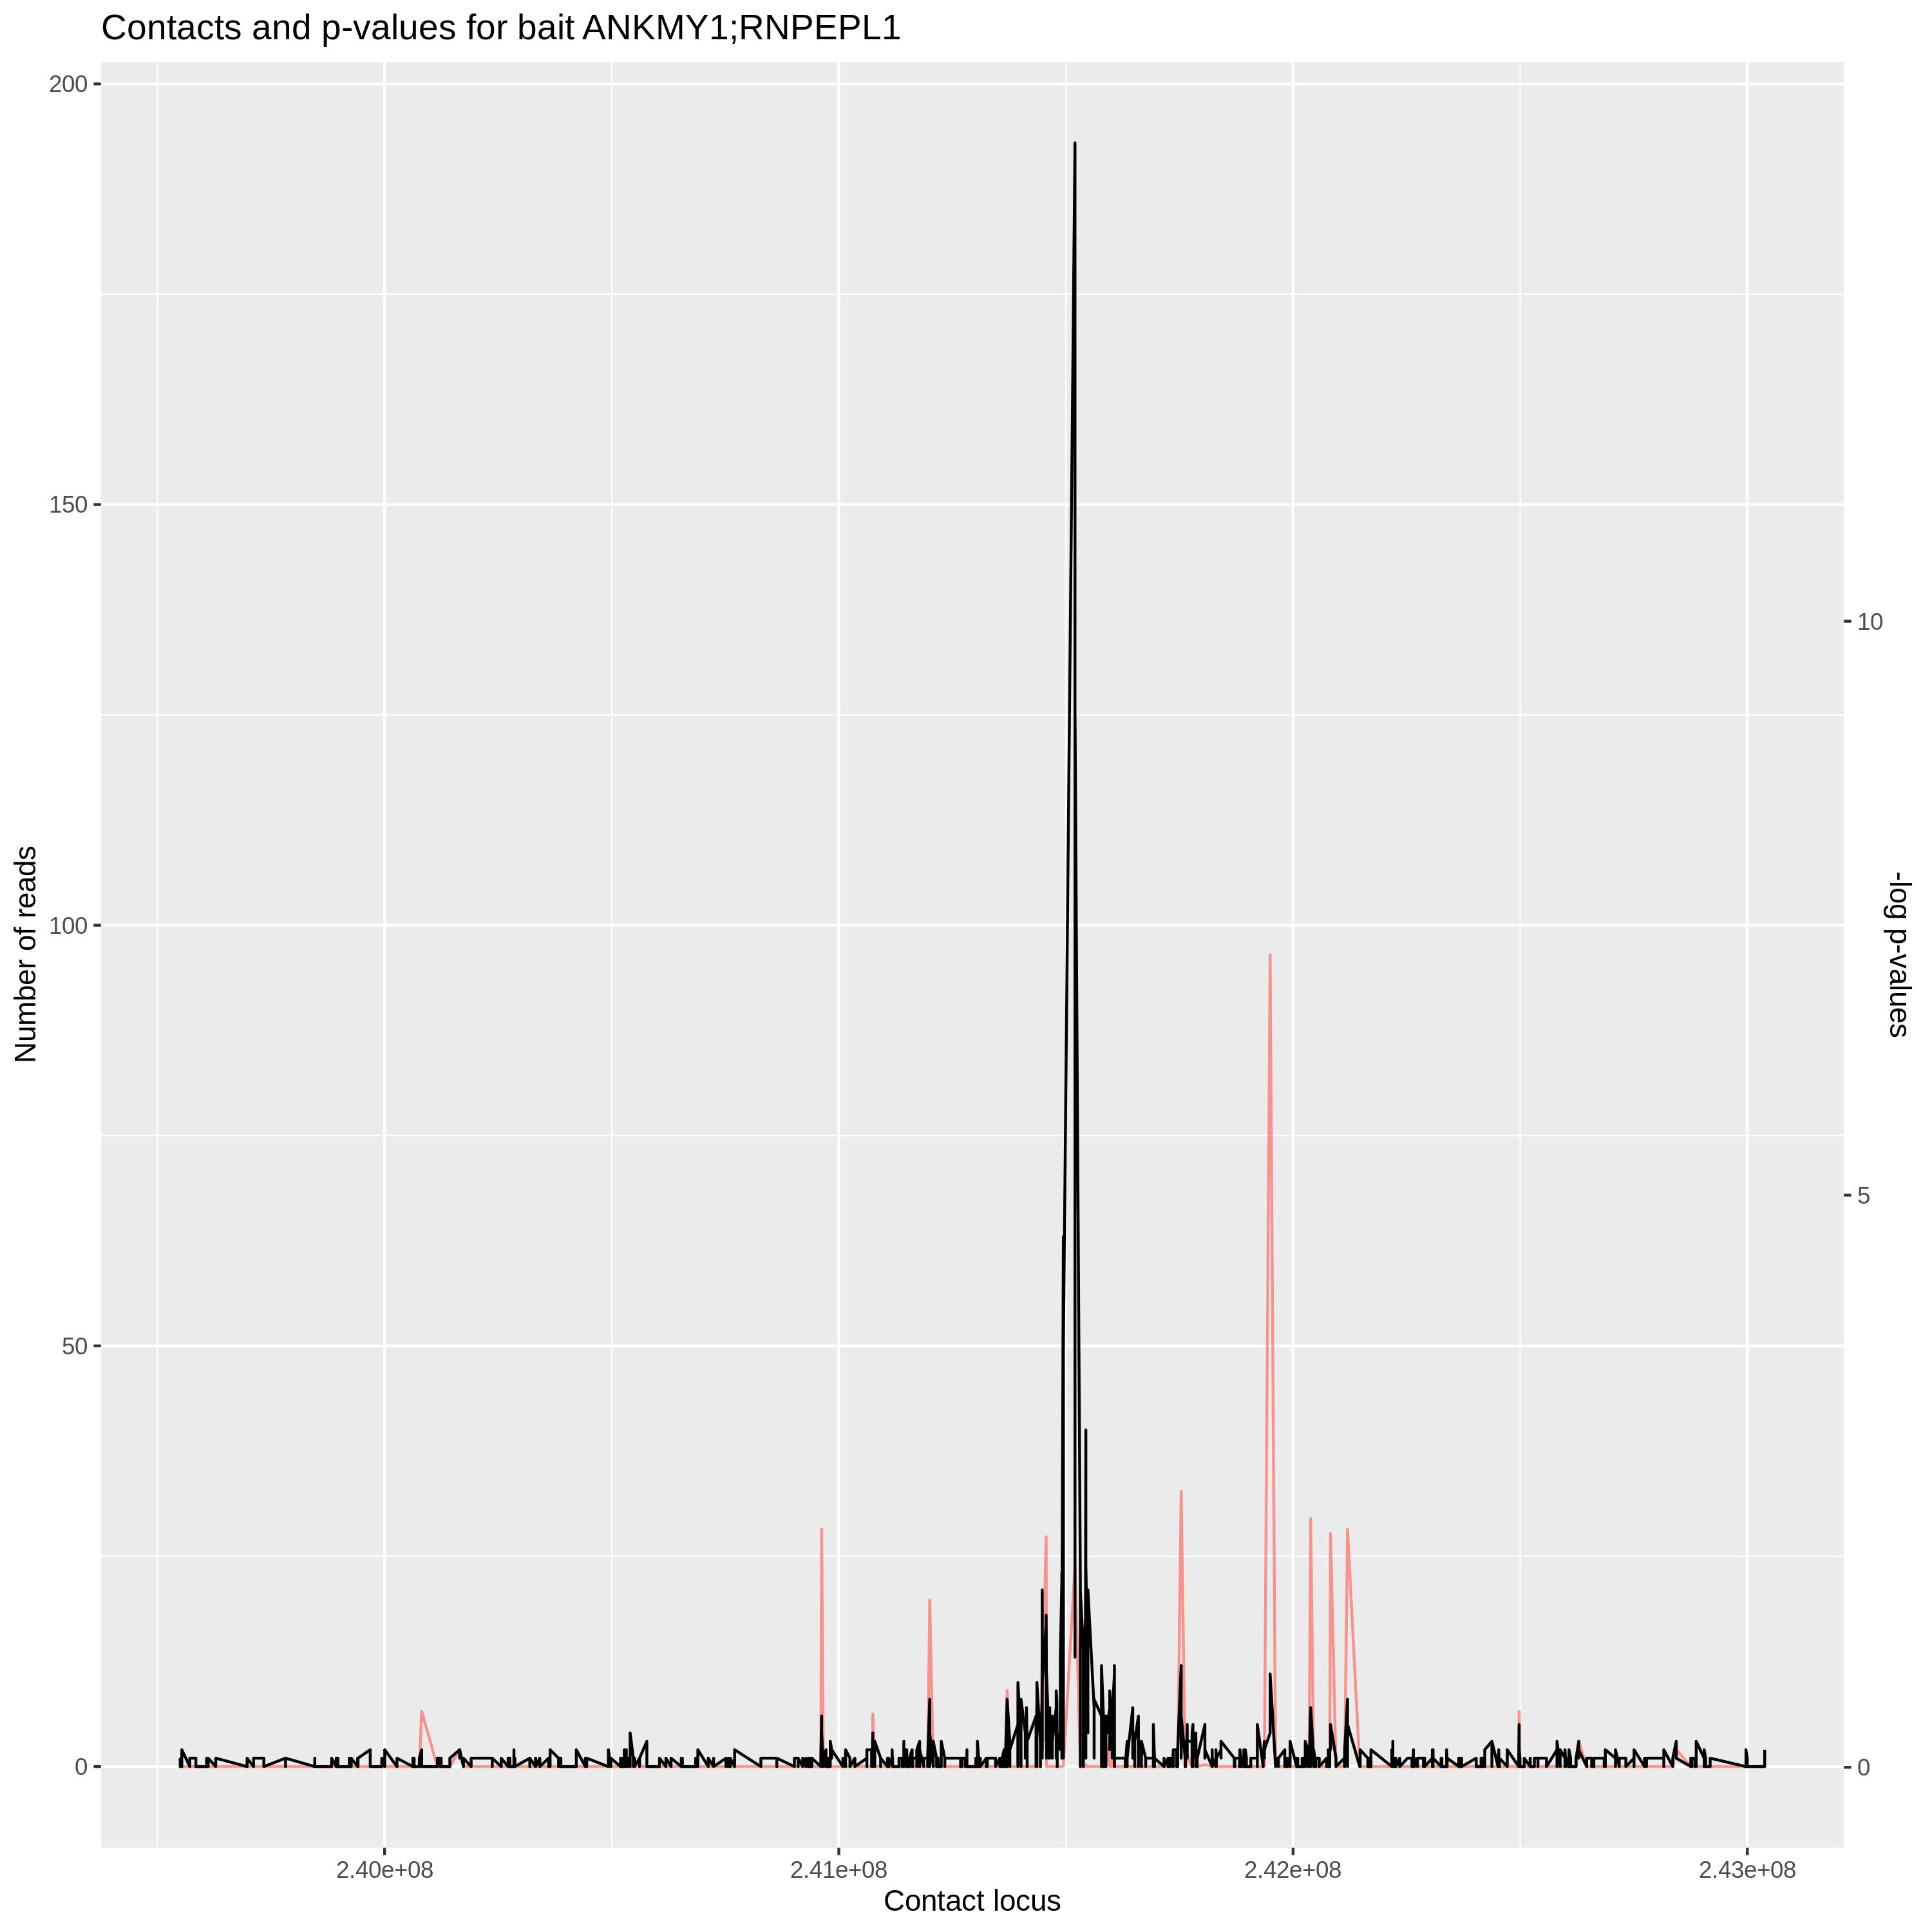 Contacts and p-values for bait ANKMY1;RNPEPL1
200
150
100
50
0
Number of reads
10
5
0
-log p-values
2.40e+08
2.41e+08
2.42e+08
2.43e+08
Contact locus